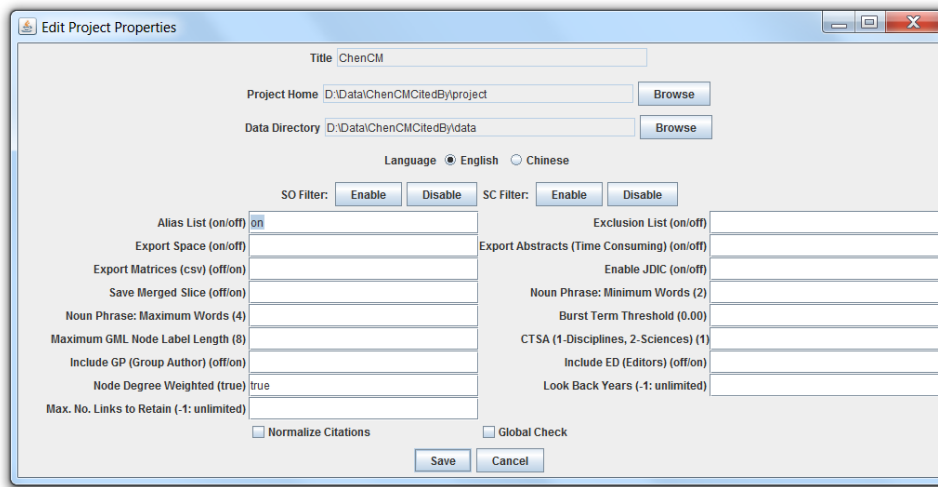 Edit Project Properties
Title ChenCM
Project Home D:\Data\ChenCMCitedBy\project Browse
Data Directory D:\Data\ChenCMCitedBy\data Browse
Language English Chinese
SO Filter: Enable Disable SC Filter: Enable Disable
Alias List (on/off) on Exclusion List (on/off)
Export Space (on/off) Export Abstracts (Time Consuming) (on/off)
Export Matrices (csv) (off/on) Enable JDIC (on/off)
Save Merged Slice (off/on) Noun Phrase: Minimum Words (2)
Noun Phrase: Maximum Words (4) Burst Term Threshold (0.00)
Maximum GML Node Label Length (8) CTSA (1-Disciplines, 2-Sciences) (1)
Include GP (Group Author) (off/on) Include ED (Editors) (off/on)
Node Degree Weighted (true) true Look Back Years (-1: unlimited)
Max. No. Links to Retain (-1: unlimited)
Normalize Citations Global Check
Save Cancel